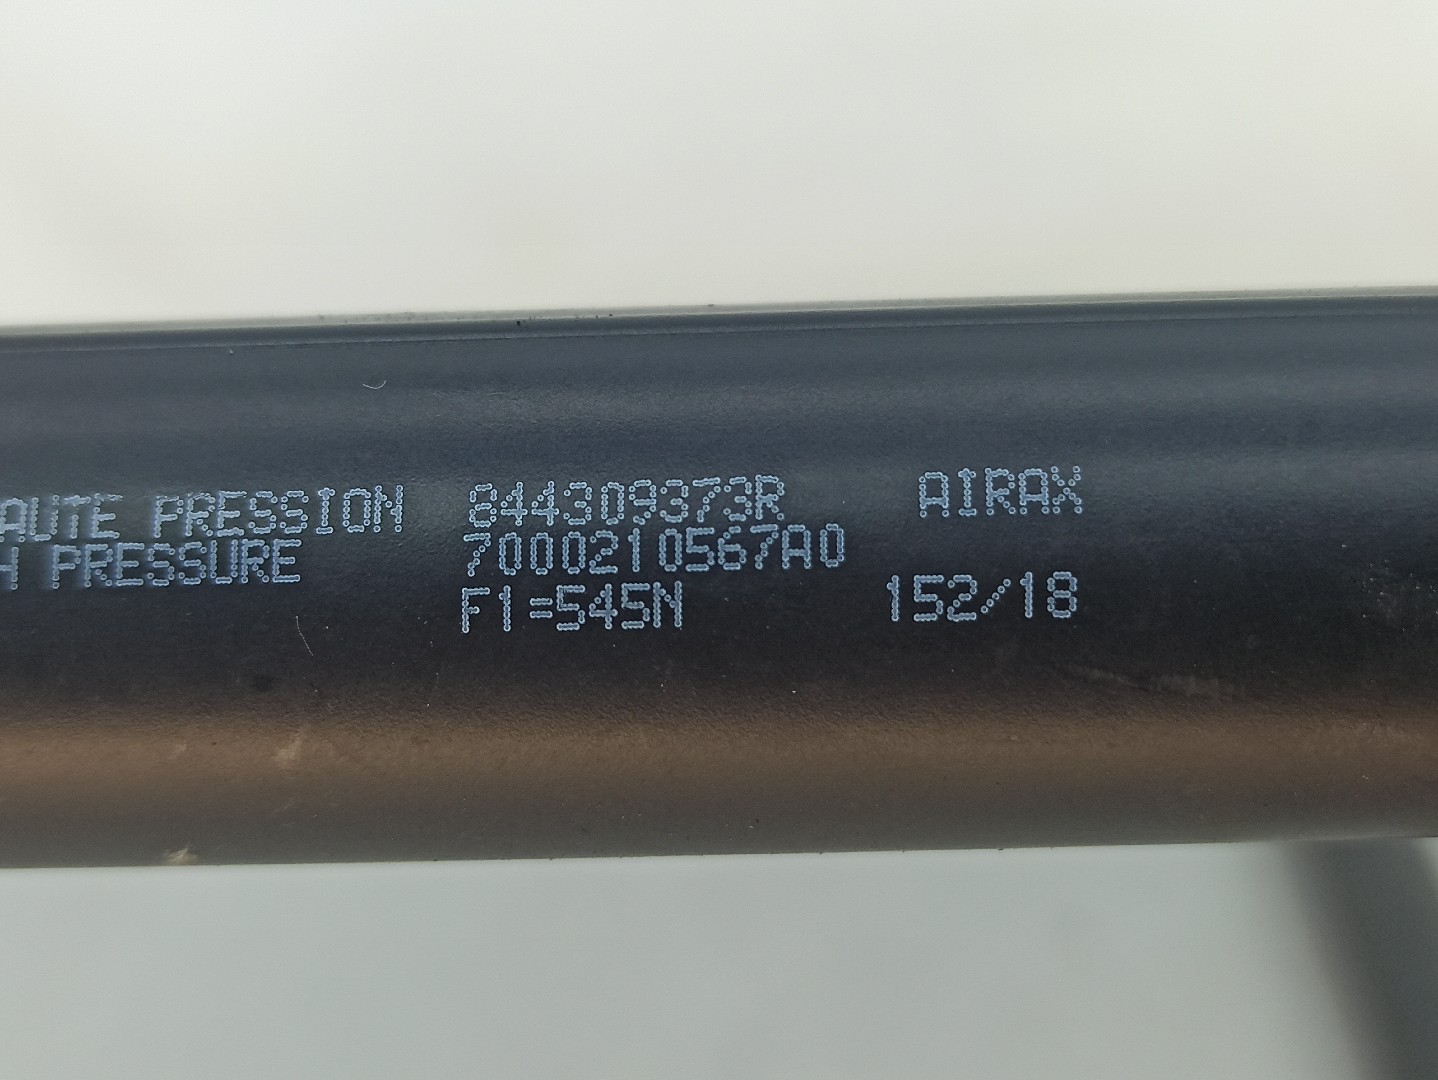 AUTE PRESSION 844309373R AIRAX
H PRESSURE 7000210567A0
F1=545N 152/18